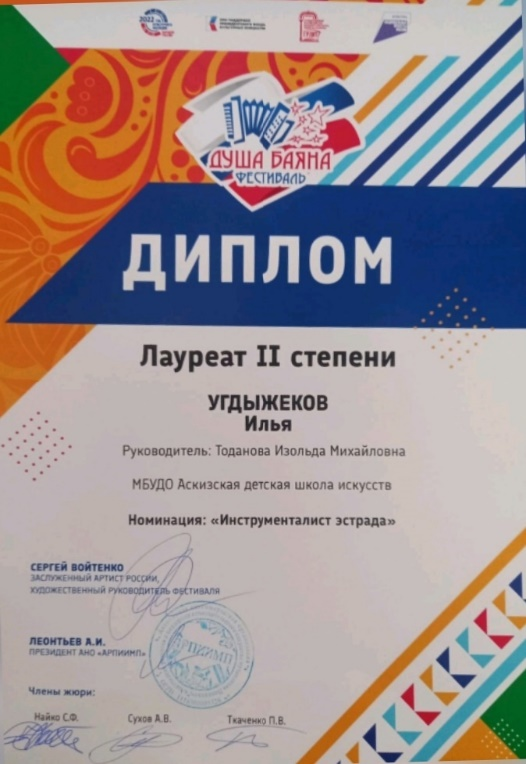 2022
ДУША БАЯНА
ФЕСТИВАЛЬ
ДИПЛОМ
Лауреат II степени
УГДЫЖЕКОВ
Илья
Руководитель: Тоданова Изольда Михайловна
МБУДО Аскизская детская школа искусств
Номинация: «Инструменталист эстрада»
СЕРГЕЙ ВОЙТЕНКО
ЗАСЛУЖЕННЫЙ АРТИСТ РОССИИ,
ХУДОЖЕСТВЕННЫЙ РУКОВОДИТЕЛЬ ФЕСТИВАЛЯ
ЛЕОНТЬЕВ А.И.
ПРЕЗИДЕНТ АНО «АРПИИМП»
«АРПИИМП»
Члены жюри:
Найко С.Ф. Сухов А.В. Ткаченко П.В.